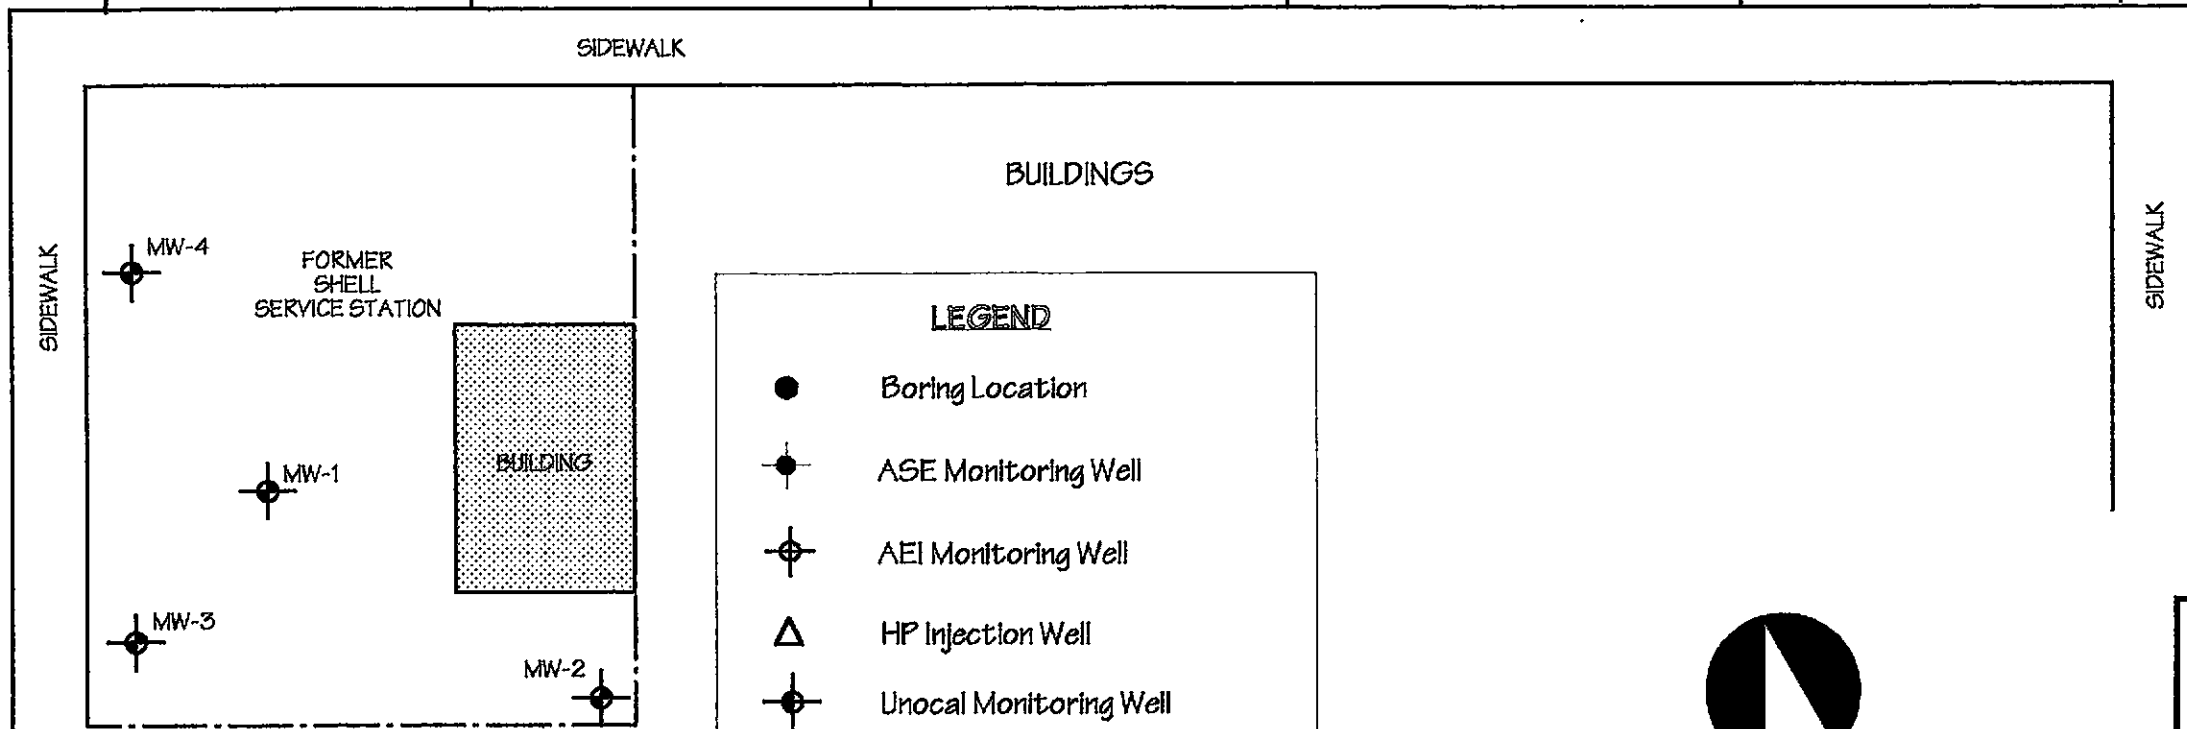 SIDEWALK
BUILDINGS
SIDEWALK
SIDEWALK
MW-4
FORMER
SHELL
SERVICE STATION
LEGEND
Boring Location
BUILDING
ASE Monitoring Well
MW-1
AEI Monitoring Well
MW-3
HP Injection Well
MW-2
Unocal Monitoring Well